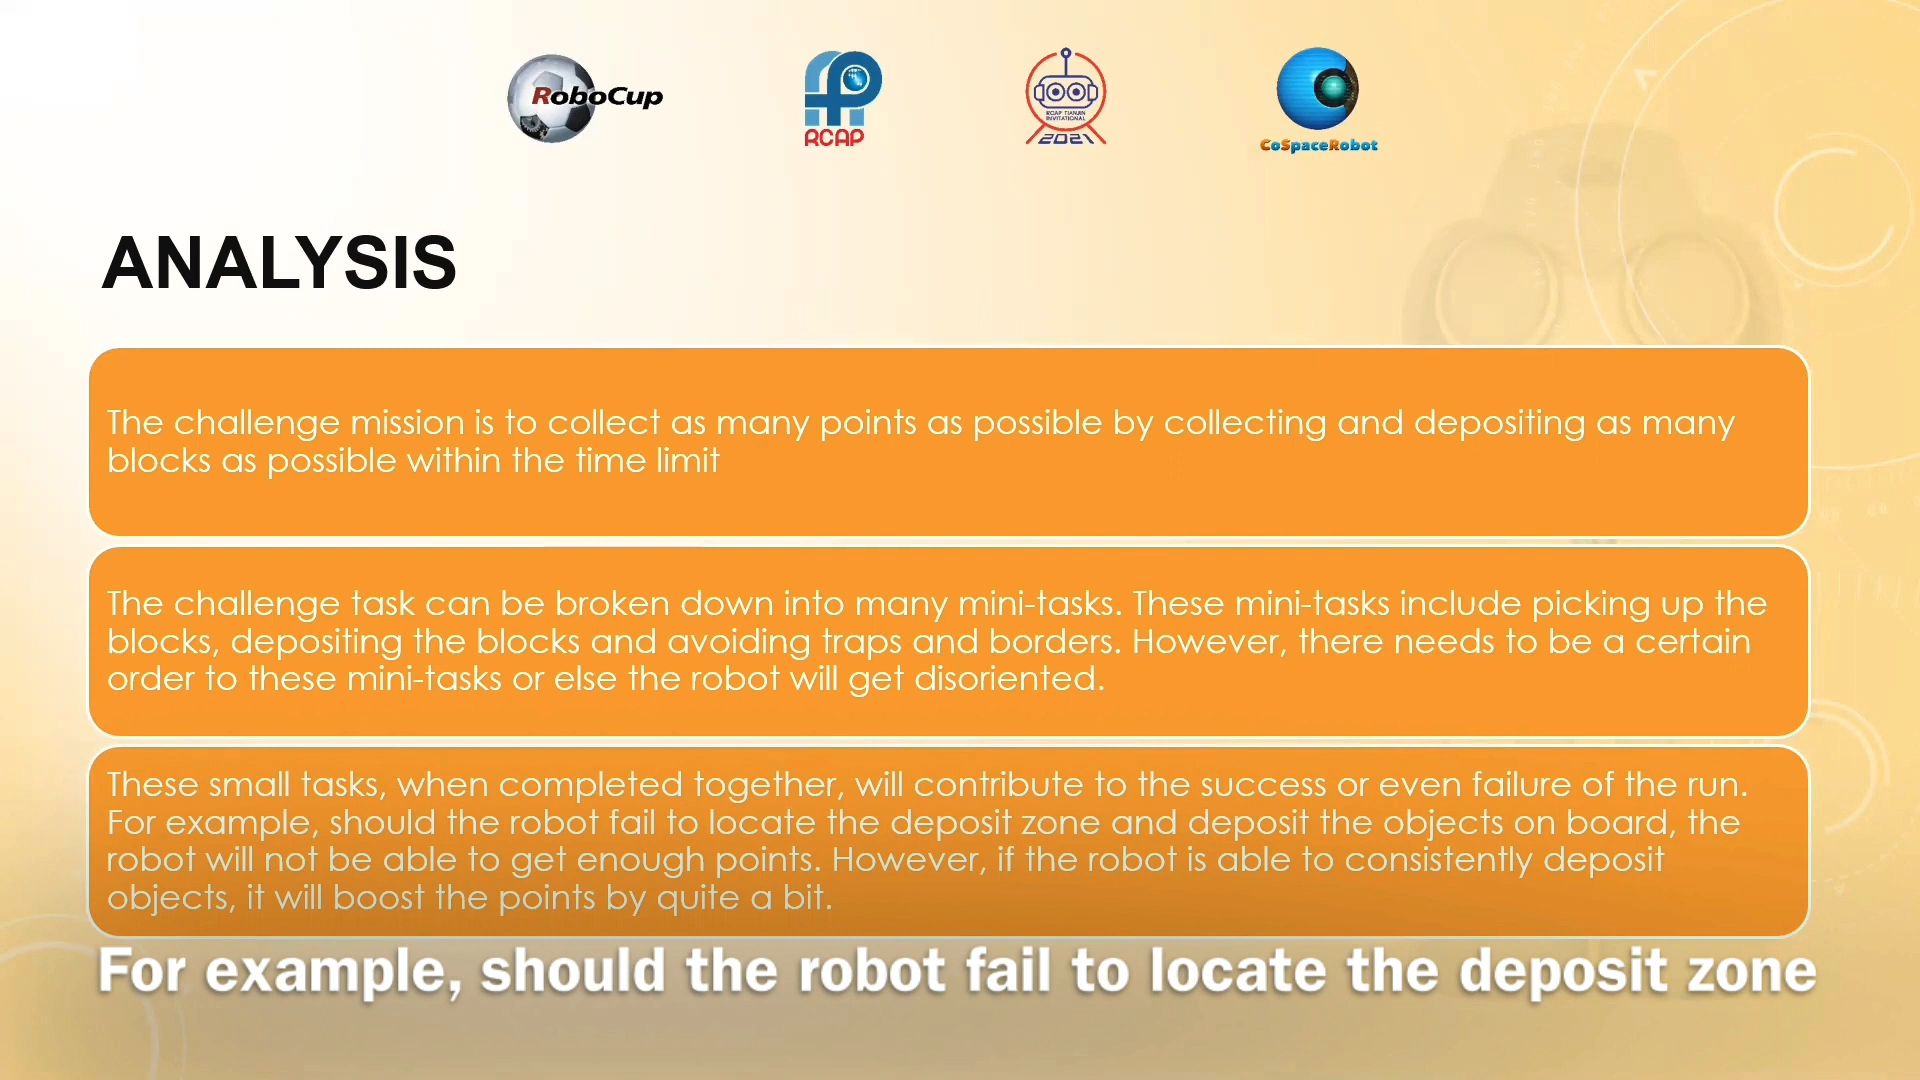 RoboCup
RCAP
RCAP TIANJIN
INVITATIONAL
2021
CoSpaceRobot
ANALYSIS
The challenge mission is to collect as many points as possible by collecting and depositing as many
blocks as possible within the time limit
The challenge task can be broken down into many mini-tasks. These mini-tasks include picking up the
blocks, depositing the blocks and avoiding traps and borders. However, there needs to be a certain
order to these mini-tasks or else the robot will get disoriented.
These small tasks, when completed together, will contribute to the success or even failure of the run.
For example, should the robot fail to locate the deposit zone and deposit the objects on board, the
robot will not be able to get enough points. However, if the robot is able to consistently deposit
objects, it will boost the points by quite a bit.
For example, should the robot fail to locate the deposit zone